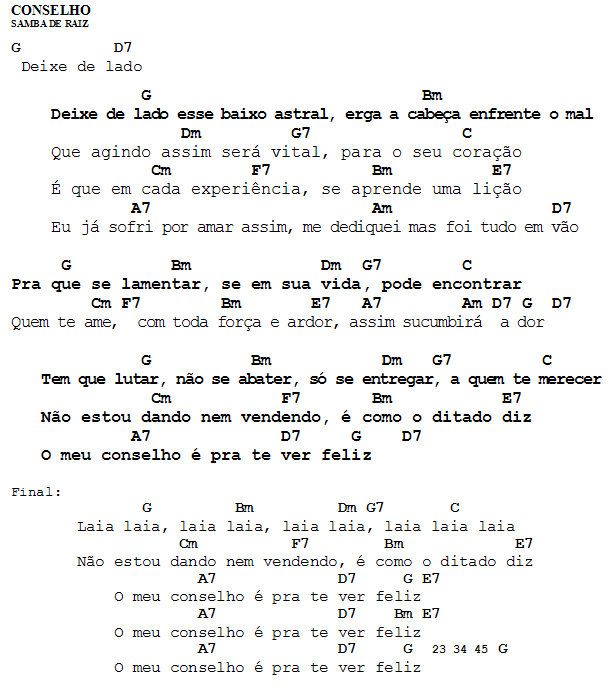 CONSELHO
SAMBA DE RAIZ
G D7
Deixe de lado
G Bm
Deixe de lado esse baixo astral, erga a cabeça enfrente o mal
Dm G7 C
Que agindo assim será vital, para o seu coração
Cm F7 Bm E7
É que em cada experiência, se aprende uma lição
A7 Am D7
Eu já sofri por amar assim, me dediquei mas foi tudo em vão
G Bm Dm G7 C
Pra que se lamentar, se em sua vida, pode encontrar
Cm F7 Bm E7 A7 Am D7 G D7
Quem te ame, com toda força e ardor, assim sucumbirá a dor
G Bm Dm G7 C
Tem que lutar, não se abater, só se entregar, a quem te merecer
Cm F7 Bm E7
Não estou dando nem vendendo, é como o ditado diz
A7 D7 G D7
O meu conselho é pra te ver feliz
Final:
G Bm Dm G7 C
Laia laia, laia laia, laia laia, laia laia laia
Cm F7 Bm E7
Não estou dando nem vendendo, é como o ditado diz
A7 D7 G E7
O meu conselho é pra te ver feliz
A7 D7 Bm E7
O meu conselho é pra te ver feliz
A7 D7 G 23 34 45 G
O meu conselho é pra te ver feliz